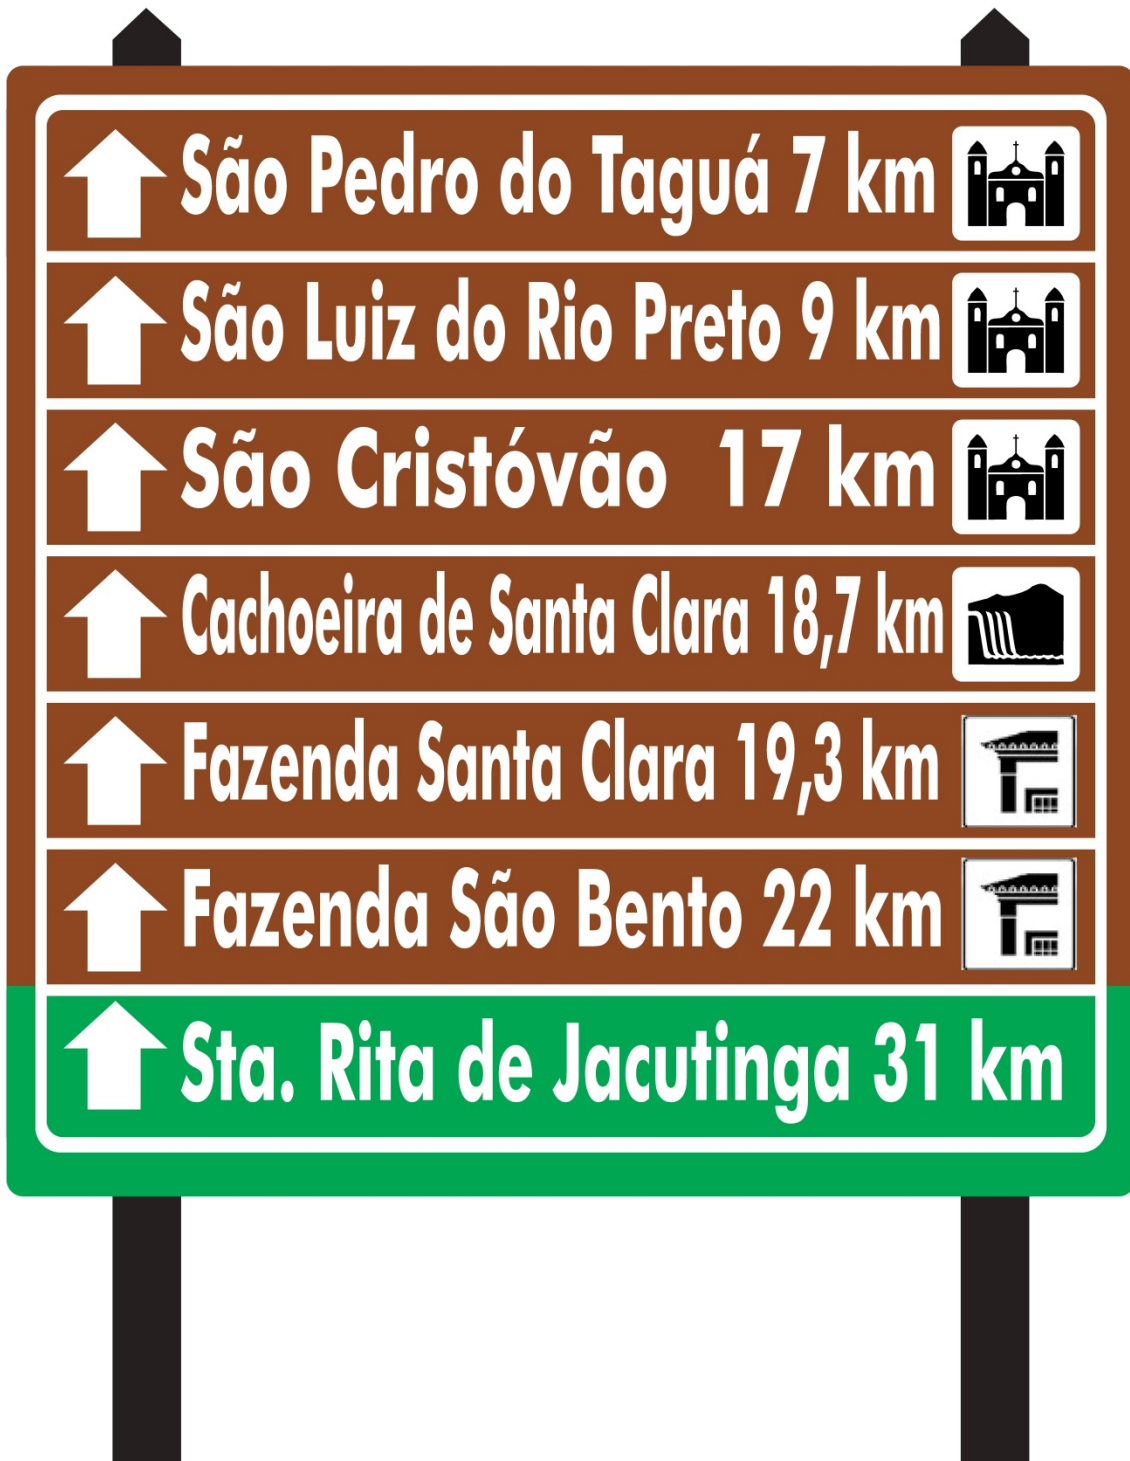 São Pedro do Taguá 7 km
São Luiz do Rio Preto 9 km
São Cristóvão 17 km
Cachoeira de Santa Clara 18,7 km
Fazenda Santa Clara 19,3 km
Fazenda São Bento 22 km
Sta. Rita de Jacutinga 31 km